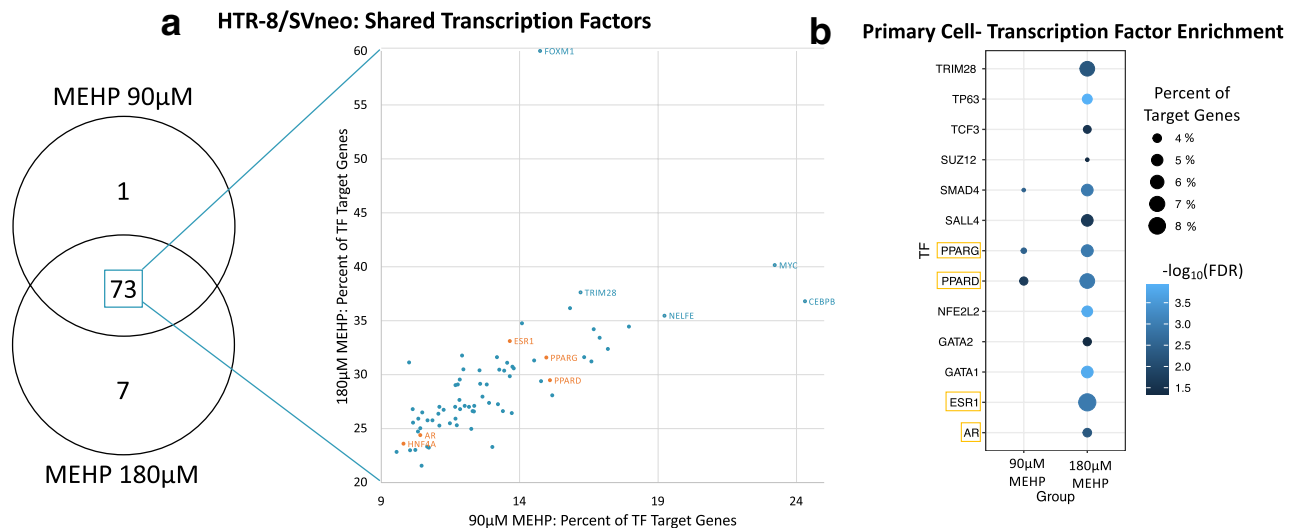 a
HTR-8/SVneo: Shared Transcription Factors
MEHP 90µM
1
73
7
MEHP 180µM
180µM MEHP: Percent of TF Target Genes
60
55
50
45
40
35
30
25
20
FOXM1
MYC
CEBPB
TRIM28
NELFE
ESR1
PPARG
PPARD
AR
HNF4A
9
14
19
24
90µM MEHP: Percent of TF Target Genes
b
Primary Cell- Transcription Factor Enrichment
TF
TRIM28
TP63
TCF3
SUZ12
SMAD4
SALL4
PPARG
PPARD
NFE2L2
GATA2
GATA1
ESR1
AR
90µM
MEHP
180µM
MEHP
Group
Percent of
Target Genes
4 %
5 %
6 %
7 %
8 %
-log10(FDR)
3.5
3.0
2.5
2.0
1.5